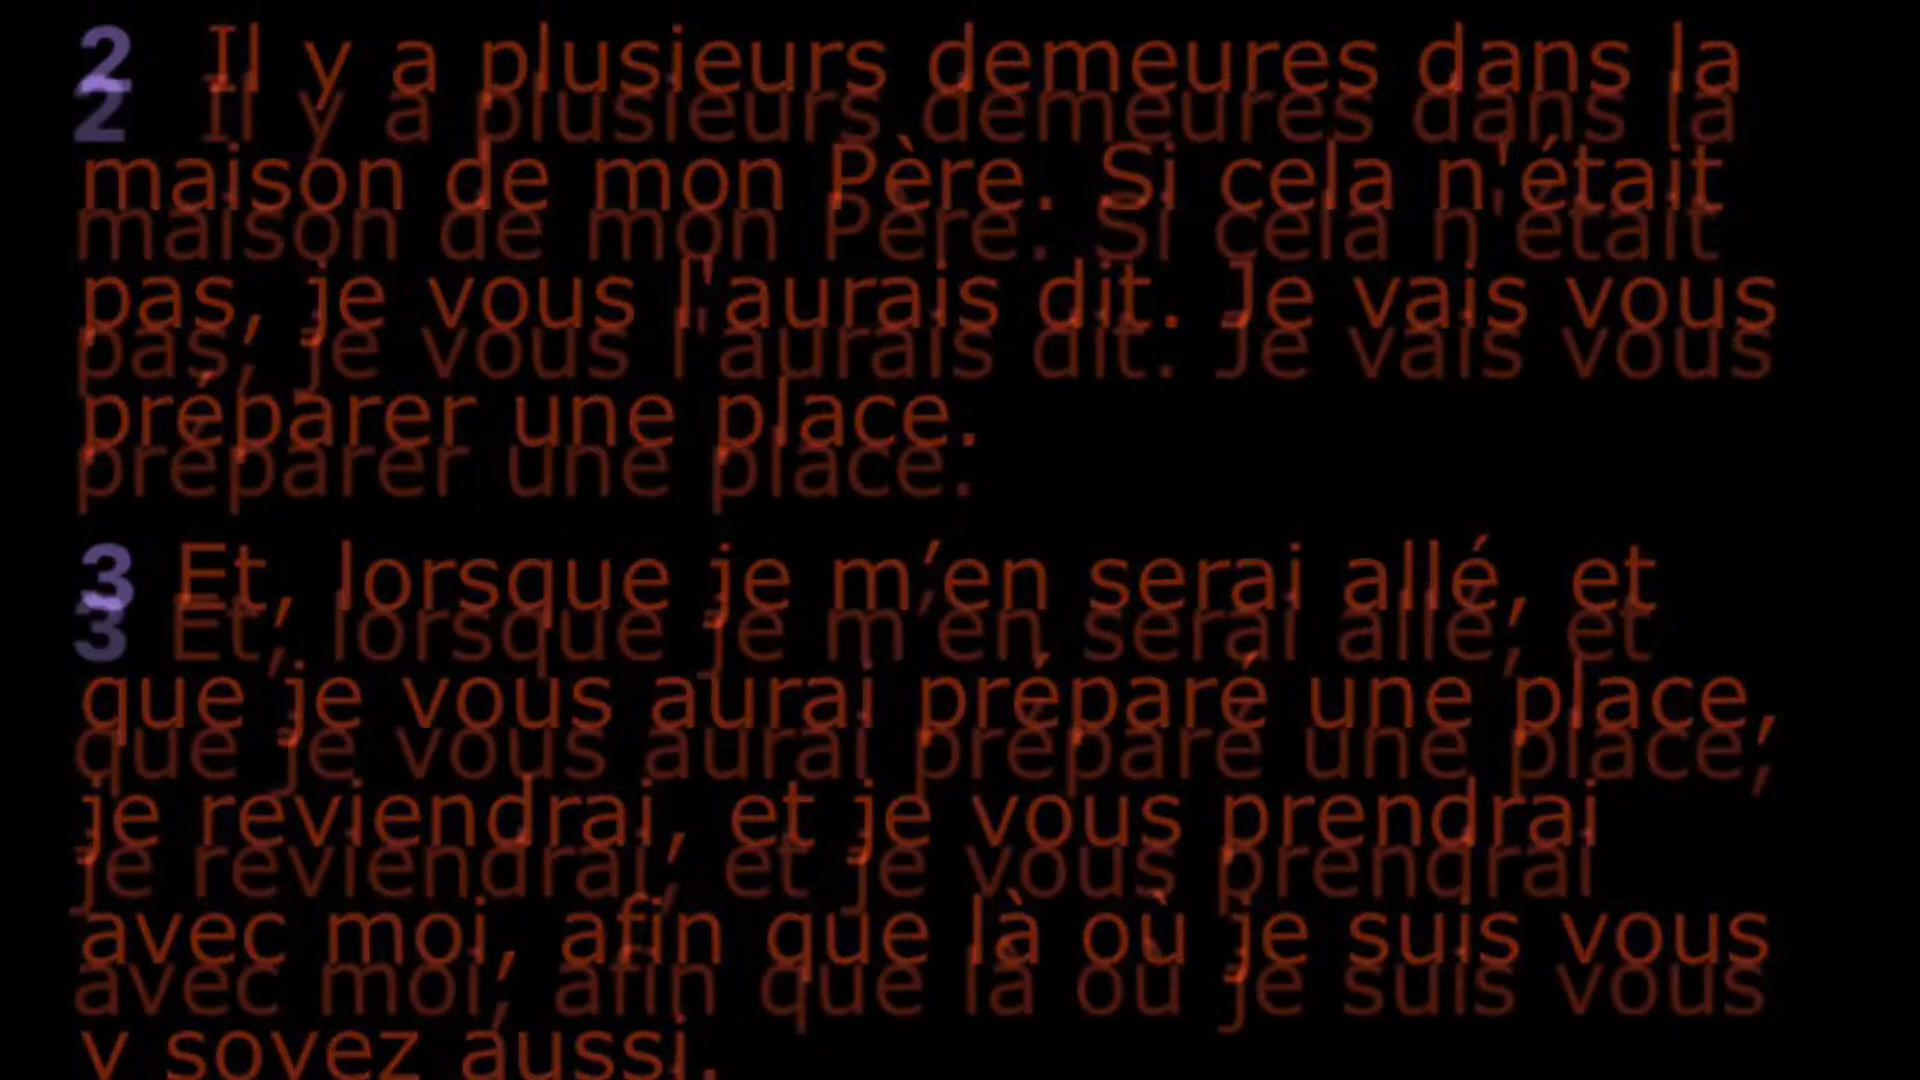 2 Il y a plusieurs demeures dans la
maison de mon Père. Si cela n'était
pas, je vous l'aurais dit. Je vais vous
préparer une place.
3 Et, lorsque je m’en serai allé, et
que je vous aurai préparé une place,
je reviendrai, et je vous prendrai
avec moi, afin que là où je suis vous
y soyez aussi.